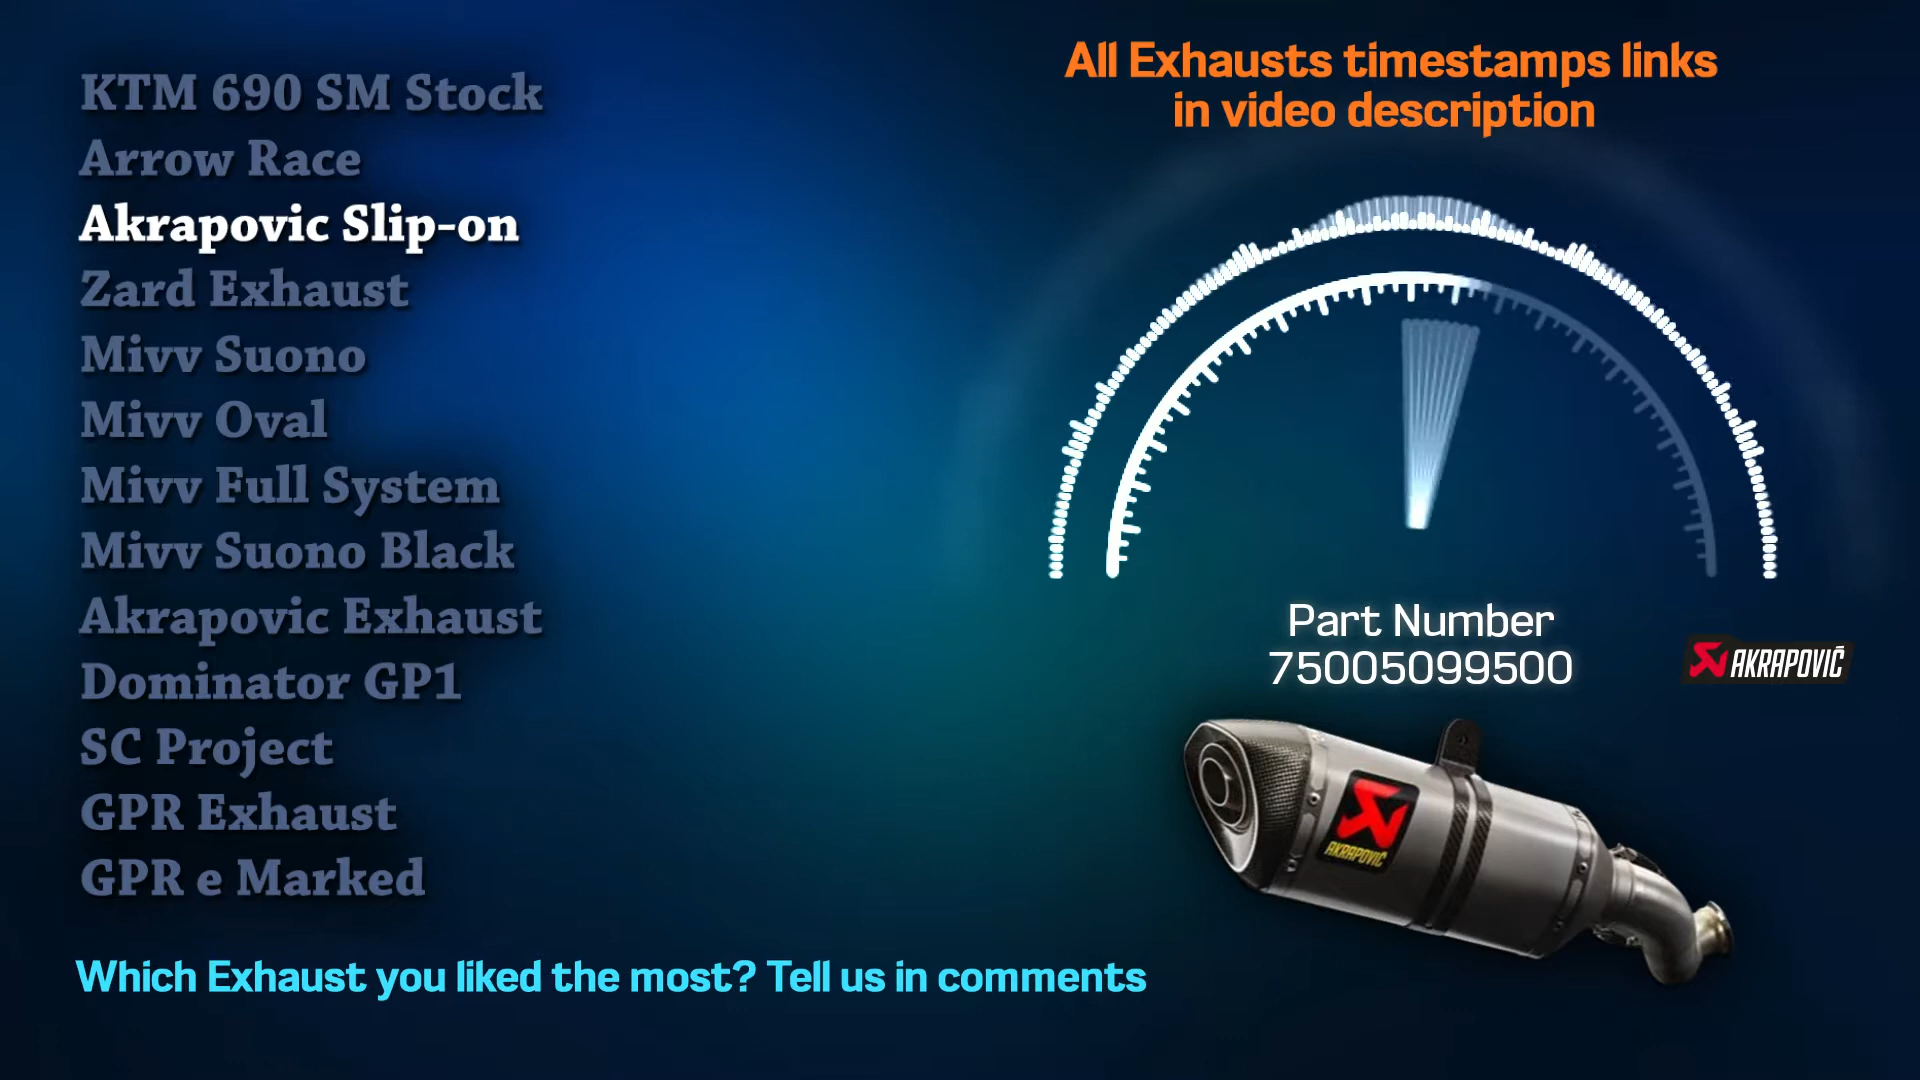 KTM 690 SM Stock
Arrow Race
Akrapovic Slip-on
Zard Exhaust
Mivv Suono
Mivv Oval
Mivv Full System
Mivv Suono Black
Akrapovic Exhaust
Dominator GP1
SC Project
GPR Exhaust
GPR e Marked
Which Exhaust you liked the most? Tell us in comments
All Exhausts timestamps links
in video description
Part Number
75005099500
AKRAPOVIČ
AKRAPOVIČ